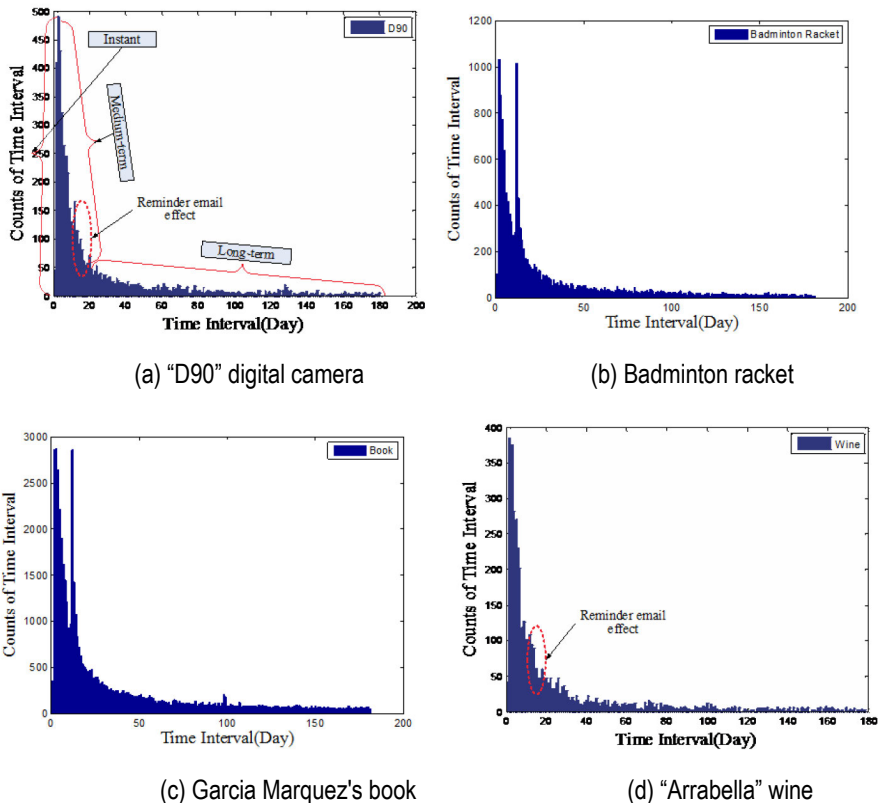 D90
Instant
Medium-term
Reminder email
effect
Long-term
Counts of Time Interval
500
450
400
350
300
250
200
150
100
50
0
0 20 40 60 80 100 120 140 160 180 200
Time Interval(Day)
(a) “D90” digital camera
Badminton Racket
Counts of Time Interval
1200
1000
800
600
400
200
0
0 50 100 150 200
Time Interval(Day)
(b) Badminton racket
Book
Counts of Time Interval
3000
2500
2000
1500
1000
500
0
0 50 100 150 200
Time Interval(Day)
(c) Garcia Marquez's book
Wine
Reminder email
effect
Counts of Time Interval
400
350
300
250
200
150
100
50
0
0 20 40 60 80 100 120 140 160 180
Time Interval(Day)
(d) “Arrabella” wine